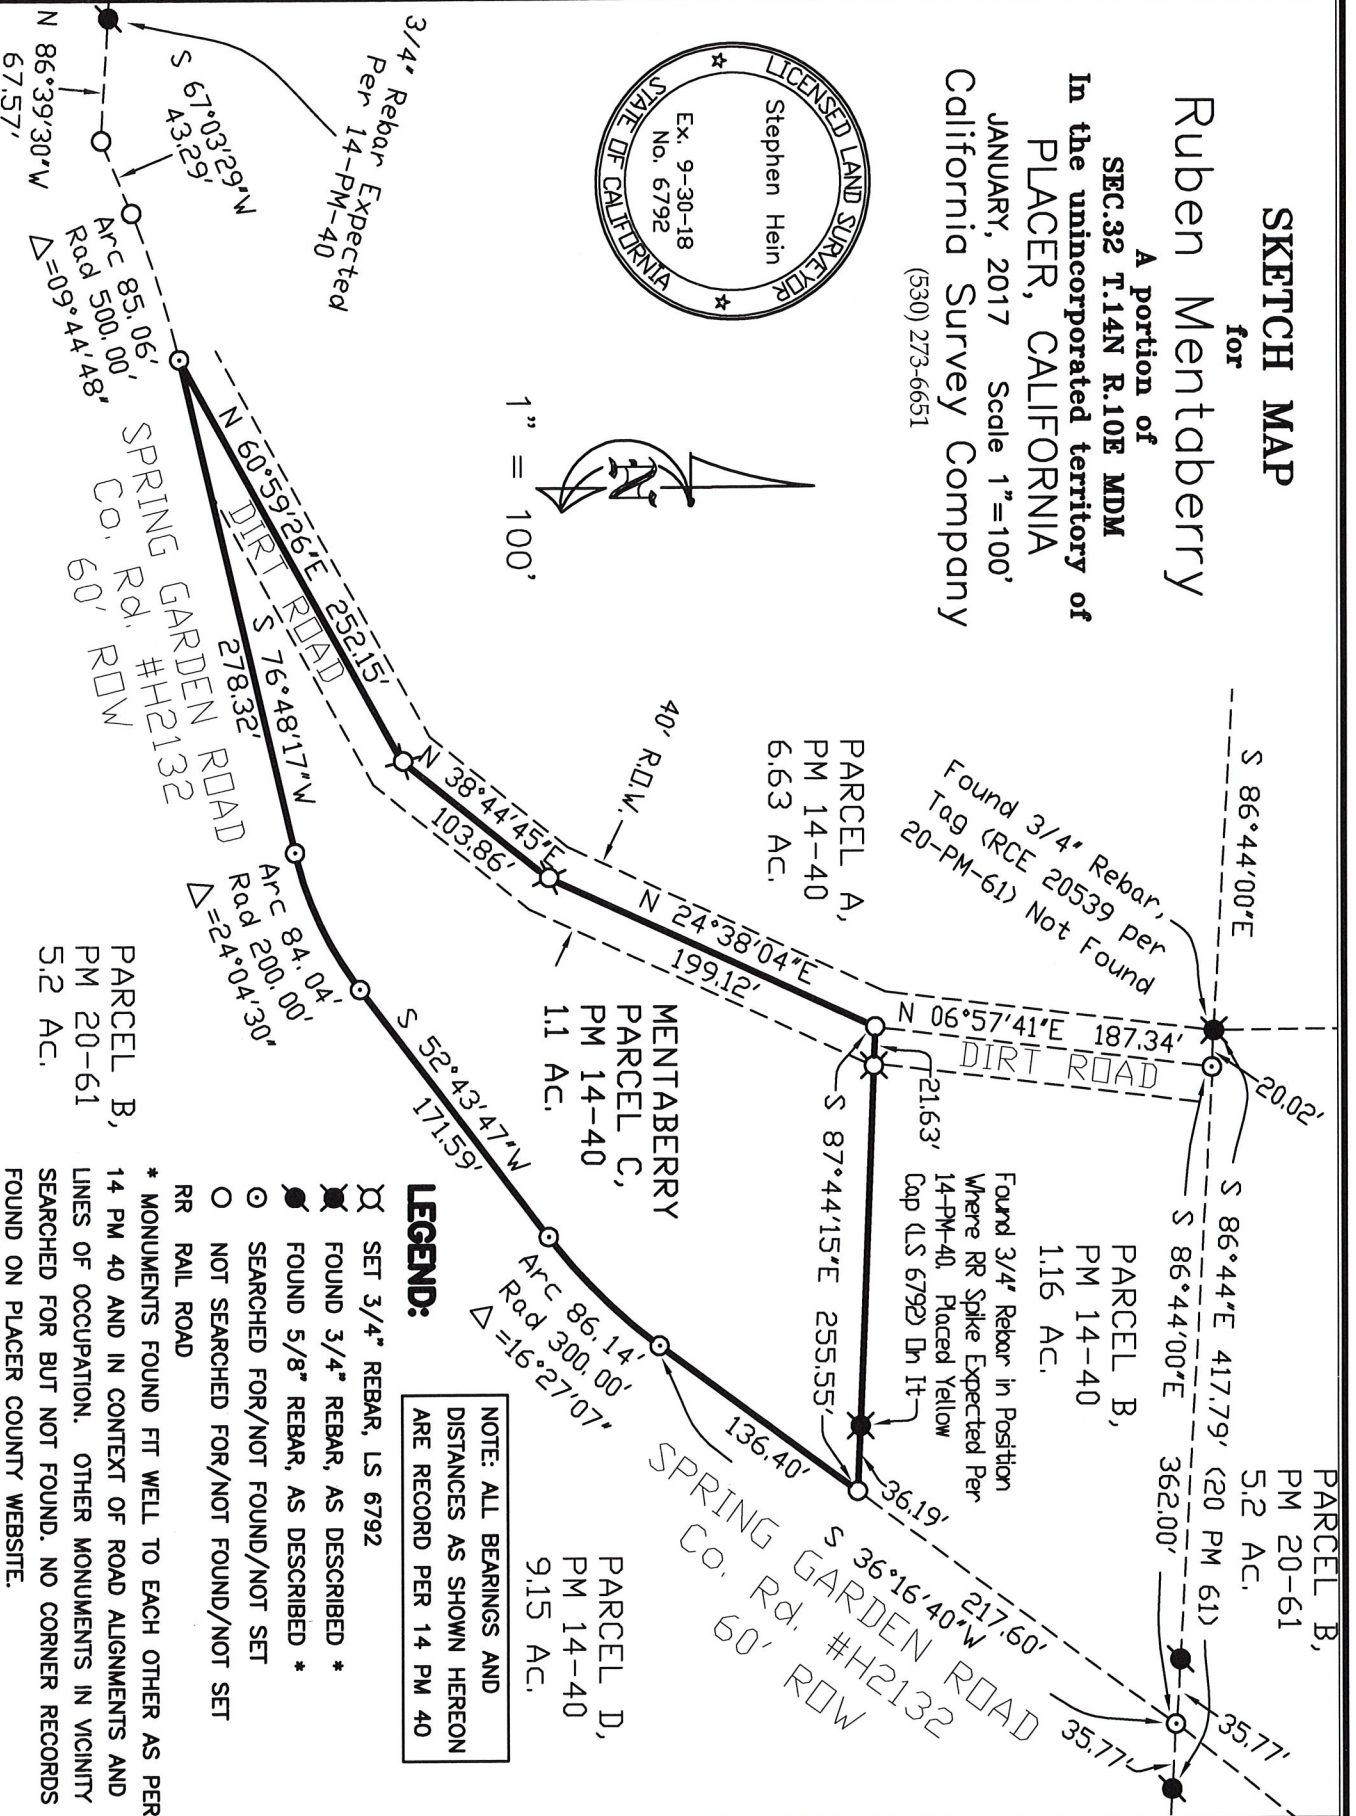 SKETCH MAP
for
Ruben Mentaberry
A portion of
SEC.32 T.14N R.10E MDM
In the unincorporated territory of
PLACER, CALIFORNIA
JANUARY, 2017 Scale 1"=100'
California Survey Company
(530) 273-6651
LICENSED LAND SURVEYOR
Stephen Hein
Ex. 9-30-18
No. 6792
STATE OF CALIFORNIA
N
1" = 100'
S 86°44'00"E
Found 3/4" Rebar,
Tag (RCE 20539 per
20-PM-61) Not Found
20.02'
S 86°44"E 417.79' (20 PM 61)
S 86°44'00"E 362.00'
35.77'
35.77'
PARCEL B,
PM 20-61
5.2 Ac.
PARCEL B,
PM 14-40
1.16 Ac.
N 06°57'41"E 187.34'
DIRT ROAD
21.63'
Found 3/4" Rebar in Position
Where RR Spike Expected Per
14-PM-40. Placed Yellow
Cap (LS 6792) On It
S 87°44'15"E 255.55'
36.19'
S 36°16'40"W
217.60'
SPRING GARDEN ROAD
Co. Rd. #H2132
60' ROW
136.40'
PARCEL A,
PM 14-40
6.63 Ac.
40' R.O.W.
N 24°38'04"E
199.12'
N 38°44'45"E
103.86'
MENTABERRY
PARCEL C,
PM 14-40
1.1 Ac.
Arc 86.14'
Rad 300.00'
Δ=16°27'07"
S 52°43'47"W
171.59'
Arc 84.04'
Rad 200.00'
Δ=24°04'30"
N 60°59'26"E 252.15'
DIRT ROAD
S 76°48'17"W
278.32'
SPRING GARDEN ROAD
Co. Rd. #H2132
60' ROW
3/4" Rebar Expected
Per 14-PM-40
S 67°03'29"W
43.29'
N 86°39'30"W
67.57'
Arc 85.06'
Rad 500.00'
Δ=09°44'48"
PARCEL B,
PM 20-61
5.2 Ac.
PARCEL D,
PM 14-40
9.15 Ac.
NOTE: ALL BEARINGS AND
DISTANCES AS SHOWN HEREON
ARE RECORD PER 14 PM 40
LEGEND:
SET 3/4" REBAR, LS 6792
FOUND 3/4" REBAR, AS DESCRIBED *
FOUND 5/8" REBAR, AS DESCRIBED *
SEARCHED FOR/NOT FOUND/NOT SET
NOT SEARCHED FOR/NOT FOUND/NOT SET
RR RAIL ROAD
* MONUMENTS FOUND FIT WELL TO EACH OTHER AS PER
14 PM 40 AND IN CONTEXT OF ROAD ALIGNMENTS AND
LINES OF OCCUPATION. OTHER MONUMENTS IN VICINITY
SEARCHED FOR BUT NOT FOUND. NO CORNER RECORDS
FOUND ON PLACER COUNTY WEBSITE.